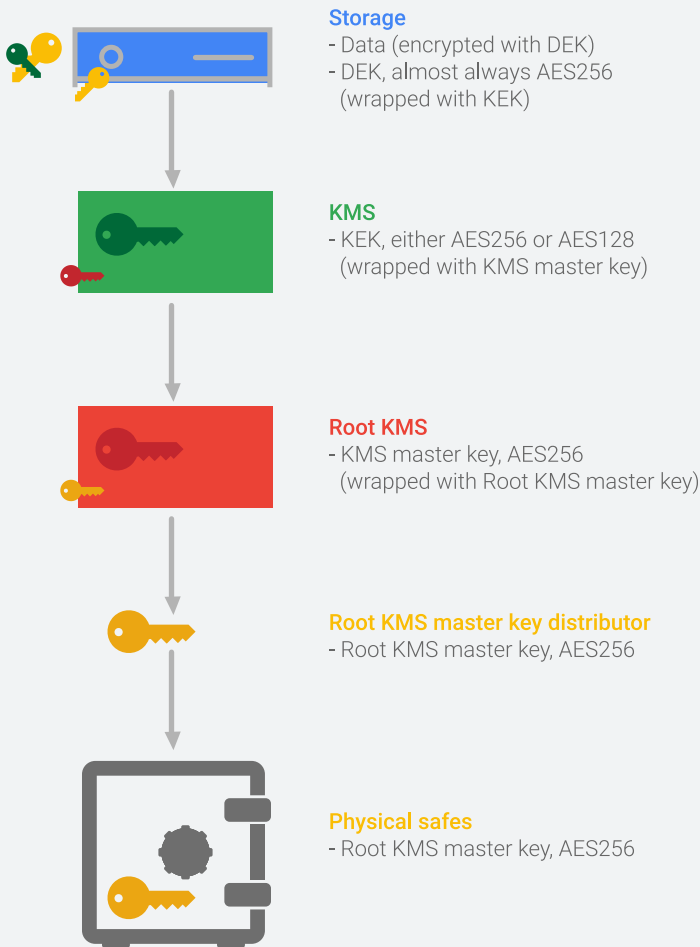 Storage
- Data (encrypted with DEK)
- DEK, almost always AES256
(wrapped with KEK)
KMS
- KEK, either AES256 or AES128
(wrapped with KMS master key)
Root KMS
- KMS master key, AES256
(wrapped with Root KMS master key)
Root KMS master key distributor
- Root KMS master key, AES256
Physical safes
- Root KMS master key, AES256